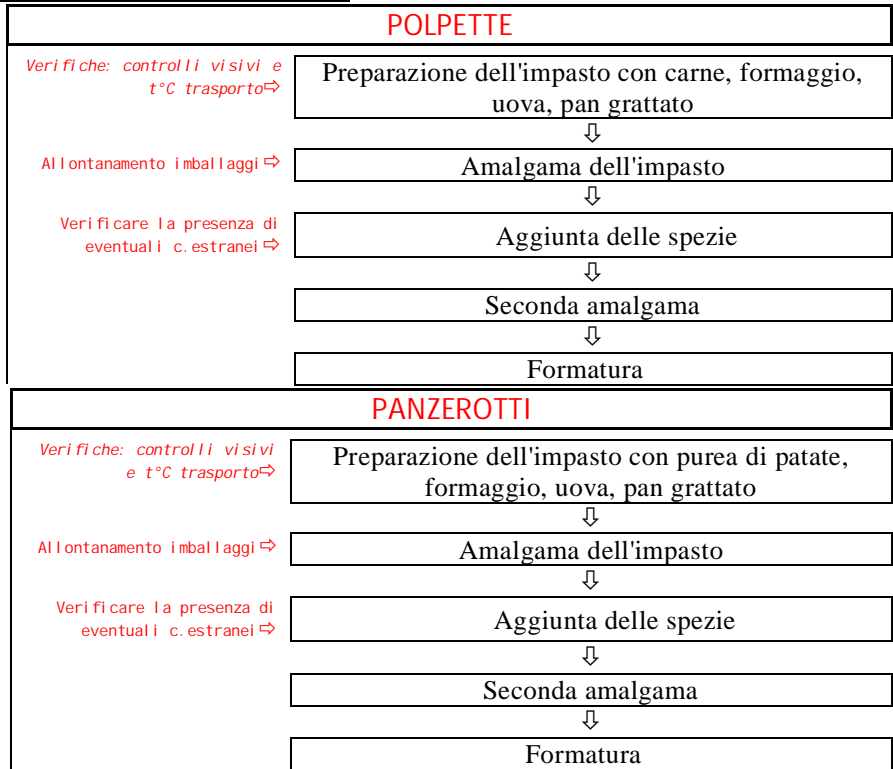 POLPETTE
Verifiche: controlli visivi e
t°C trasporto⇨
Preparazione dell'impasto con carne, formaggio,
uova, pan grattato
⇩
Allontanamento imballaggi⇨
Amalgama dell'impasto
⇩
Verificare la presenza di
eventuali c.estranei⇨
Aggiunta delle spezie
⇩
Seconda amalgama
⇩
Formatura
PANZEROTTI
Verifiche: controlli visivi
e t°C trasporto⇨
Preparazione dell'impasto con purea di patate,
formaggio, uova, pan grattato
⇩
Allontanamento imballaggi⇨
Amalgama dell'impasto
⇩
Verificare la presenza di
eventuali c.estranei⇨
Aggiunta delle spezie
⇩
Seconda amalgama
⇩
Formatura